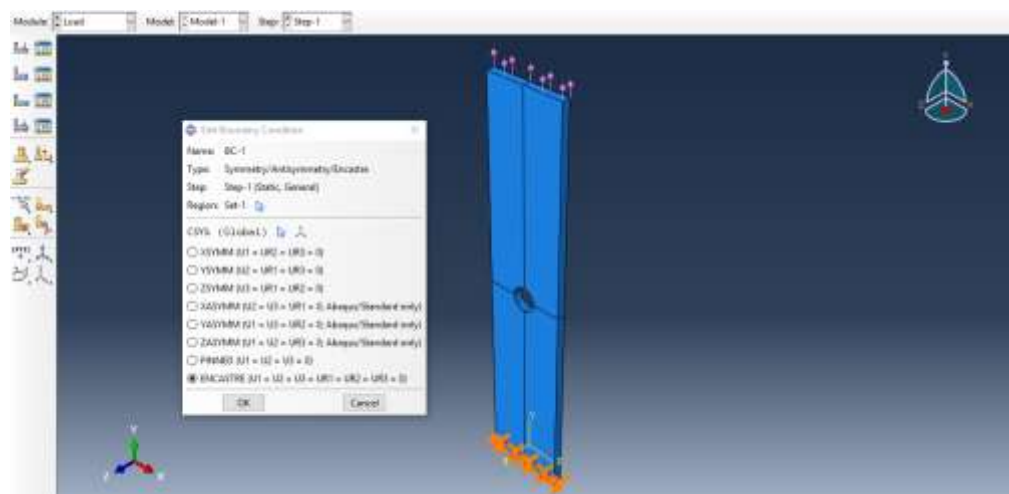 Module: Load Model: Model-1 Step: Step-1
Edit Boundary Condition
Name: BC-1
Type: Symmetry/Antisymmetry/Encastre
Step: Step-1 (Static, General)
Region: Set-1
CSYS: (Global)
XSYMM (U1 = UR2 = UR3 = 0)
YSYMM (U2 = UR1 = UR3 = 0)
ZSYMM (U3 = UR1 = UR2 = 0)
XASYMM (U2 = U3 = UR1 = 0; Abaqus/Standard only)
YASYMM (U1 = U3 = UR2 = 0; Abaqus/Standard only)
ZASYMM (U1 = U2 = UR3 = 0; Abaqus/Standard only)
PINNED (U1 = U2 = U3 = 0)
ENCASTRE (U1 = U2 = U3 = UR1 = UR2 = UR3 = 0)
OK Cancel
Y
Y
Z X